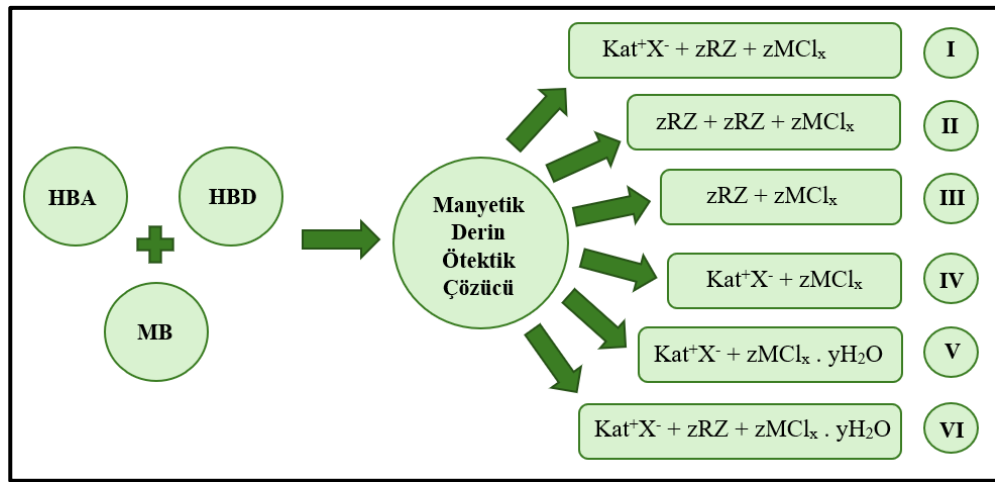 HBA
HBD
MB
Manyetik
Derin
Ötektik
Çözücü
Kat⁺X⁻ + zRZ + zMClₓ
I
zRZ + zRZ + zMClₓ
II
zRZ + zMClₓ
III
Kat⁺X⁻ + zMClₓ
IV
Kat⁺X⁻ + zMClₓ . yH₂O
V
Kat⁺X⁻ + zRZ + zMClₓ . yH₂O
VI